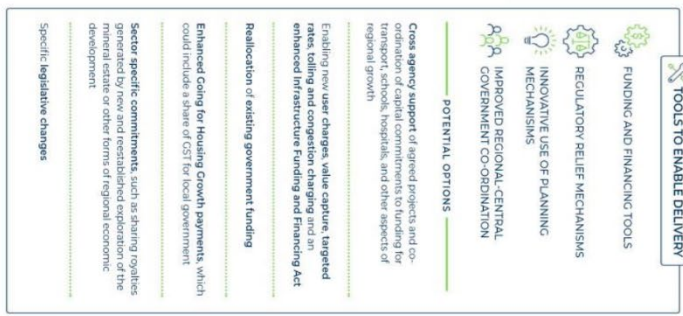 TOOLS TO ENABLE DELIVERY
FUNDING AND FINANCING TOOLS
REGULATORY RELIEF MECHANISMS
INNOVATIVE USE OF PLANNING
MECHANISIMS
IMPROVED REGIONAL-CENTRAL
GOVERNMENT CO-ORDINATION
POTENTIAL OPTIONS
Cross agency support of agreed projects and co-
ordination of capital commitments to funding for
transport, schools, hospitals, and other aspects of
regional growth
Enabling new user charges, value capture, targeted
rates, tolling and congestion charging and an
enhanced Infrastructure Funding and Financing Act
Reallocation of existing government funding
Enhanced Going for Housing Growth payments, which
could include a share of GST for local government
Sector specific commitments, such as sharing royalties
generated by new and reestablished exploration of the
mineral estate or other forms of regional economic
development
Specific legislative changes